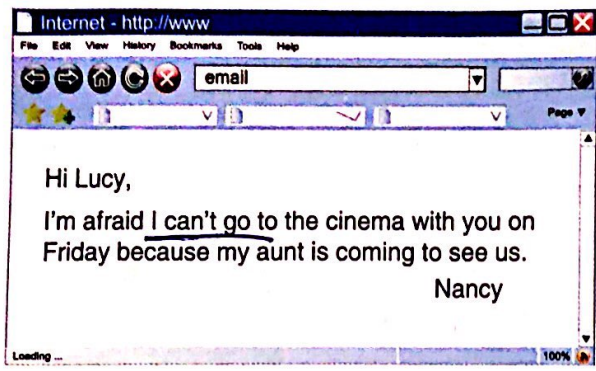 Internet - http://www
File Edit View History Bookmarks Tools Help
email
Page
Hi Lucy,
I'm afraid I can't go to the cinema with you on
Friday because my aunt is coming to see us.
Nancy
Loading ... 100%